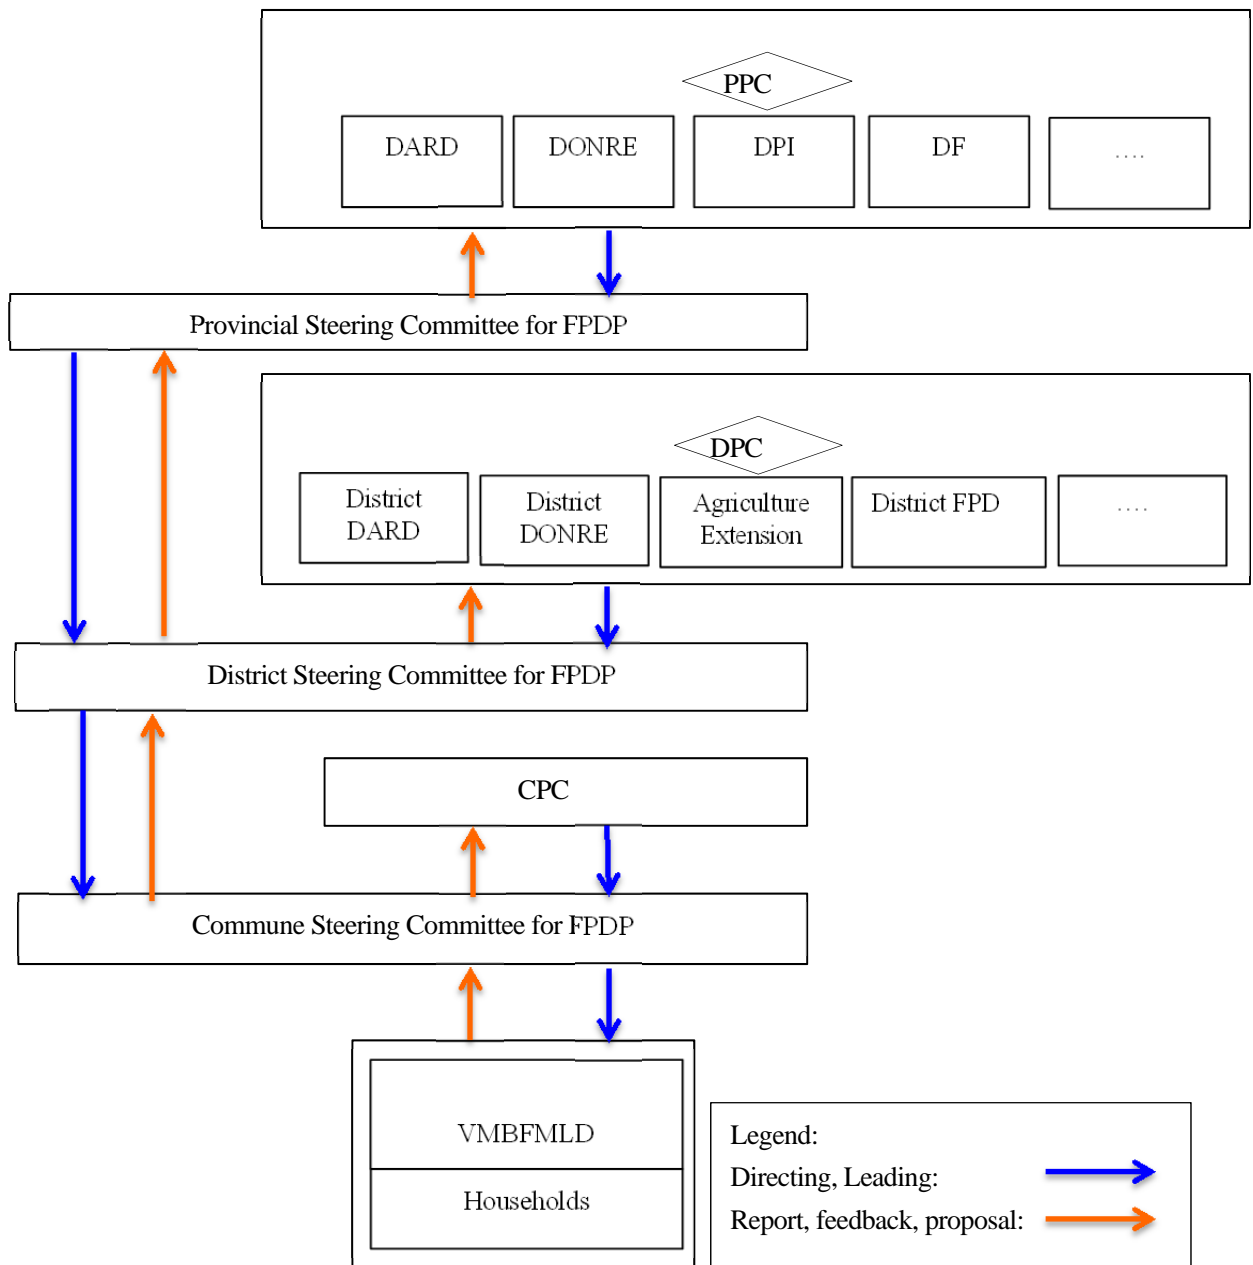 PPC
DARD
DONRE
DPI
DF
....
Provincial Steering Committee for FPDP
DPC
District
DARD
District
DONRE
Agriculture
Extension
District FPD
....
District Steering Committee for FPDP
CPC
Commune Steering Committee for FPDP
VMBFMLD
Households
Legend:
Directing, Leading:
Report, feedback, proposal: